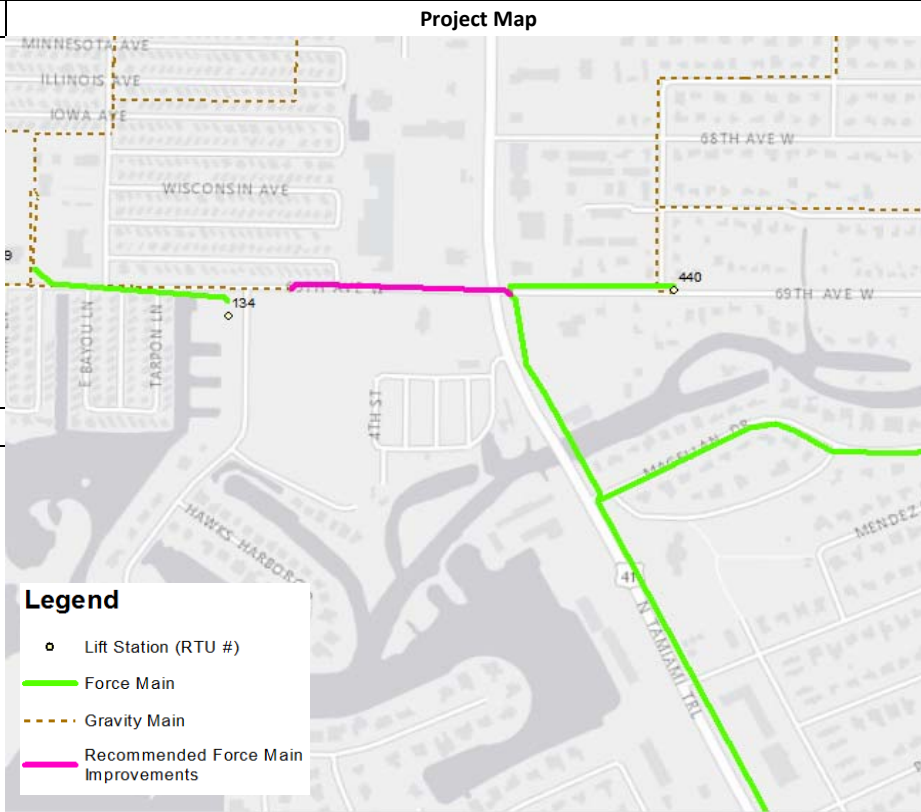 Project Map
MINNESOTA AVE
ILLINOIS AVE
IOWA AVE
68TH AVE W
WISCONSIN AVE
9
440
69TH AVE W
134
E BAYOU LN
TARPON LN
4TH ST
MAGELLAN DR
MENDEZ
HAWKS HARBOR
41
N TAMIAMI TRL
Legend
Lift Station (RTU #)
Force Main
Gravity Main
Recommended Force Main
Improvements